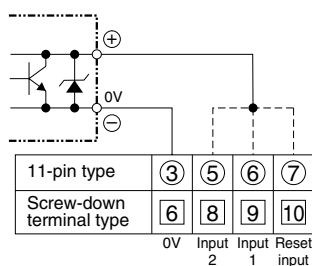 ⊕
0V
⊖
11-pin type ③ ⑤ ⑥ ⑦
Screw-down
terminal type 6 8 9 10
0V Input Input Reset
2 1 input